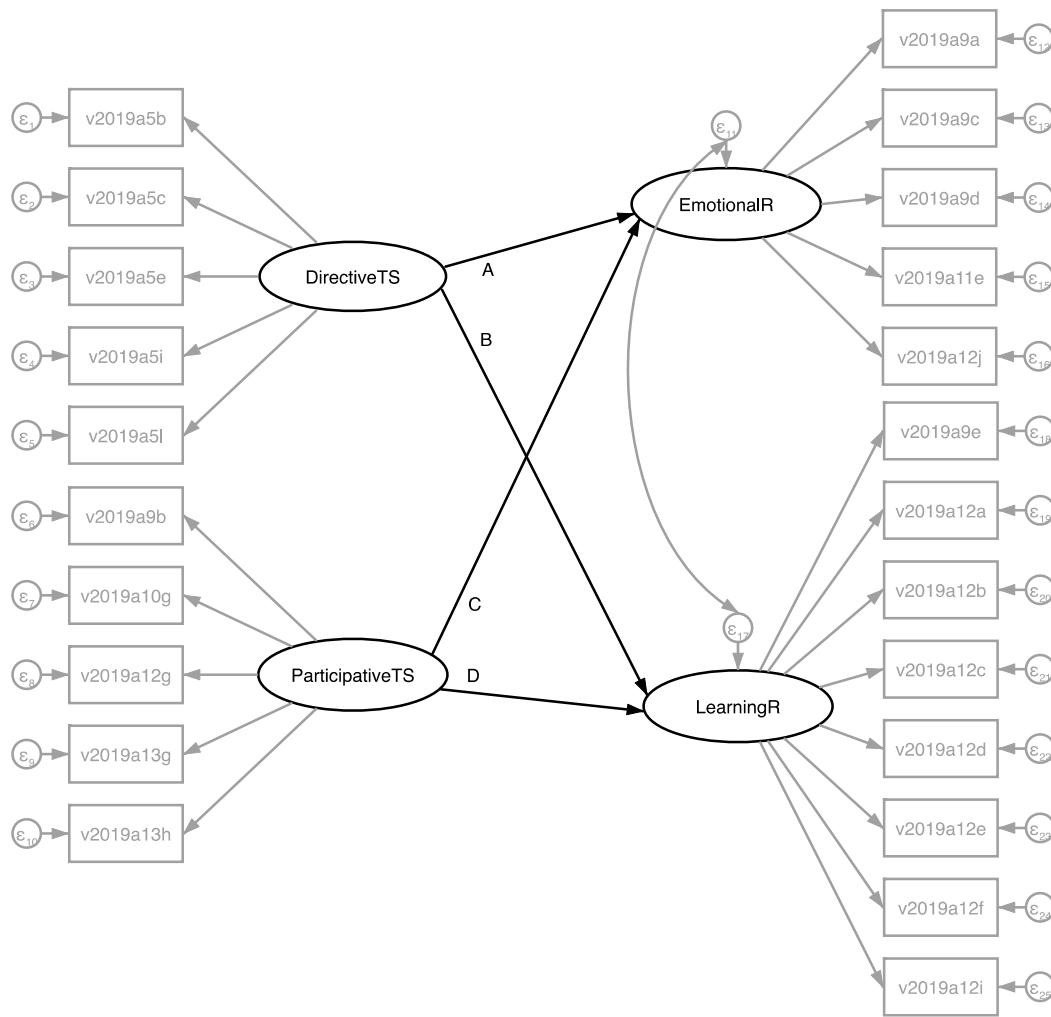 ε1 v2019a5b
ε2 v2019a5c
ε3 v2019a5e
ε4 v2019a5i
ε5 v2019a5l
ε6 v2019a9b
ε7 v2019a10g
ε8 v2019a12g
ε9 v2019a13g
ε10 v2019a13h
DirectiveTS
ParticipativeTS
A
B
C
D
ε11
EmotionalR
ε17
LearningR
v2019a9a ε12
v2019a9c ε13
v2019a9d ε14
v2019a11e ε15
v2019a12j ε16
v2019a9e ε18
v2019a12a ε19
v2019a12b ε20
v2019a12c ε21
v2019a12d ε22
v2019a12e ε23
v2019a12f ε24
v2019a12i ε25